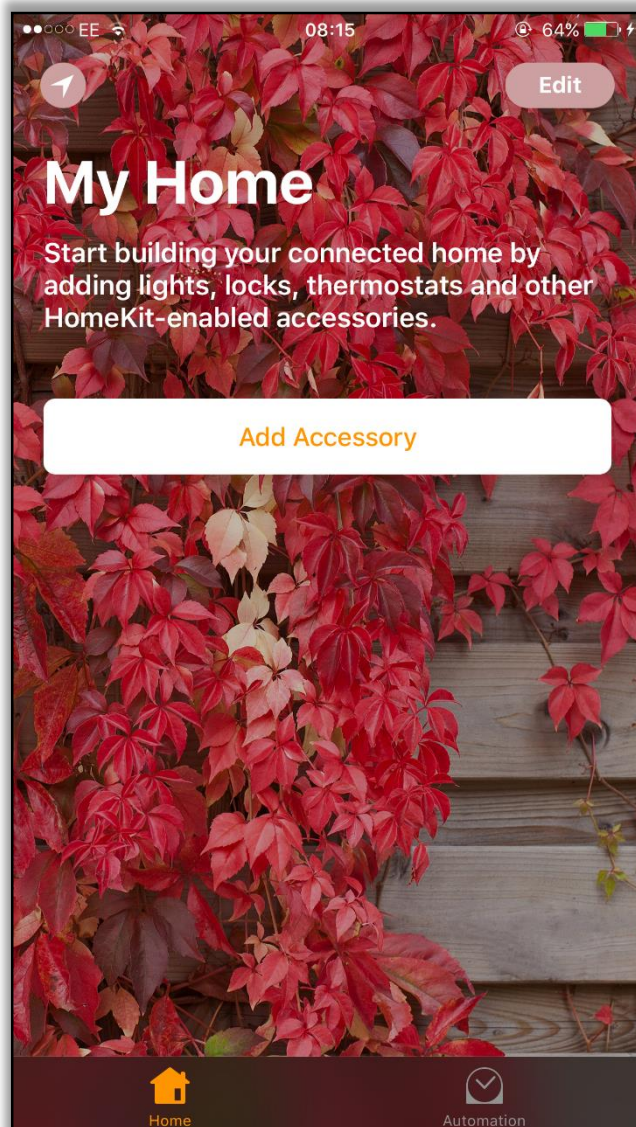 EE 08:15 64%
Edit
My Home
Start building your connected home by
adding lights, locks, thermostats and other
HomeKit-enabled accessories.
Add Accessory
Home Automation